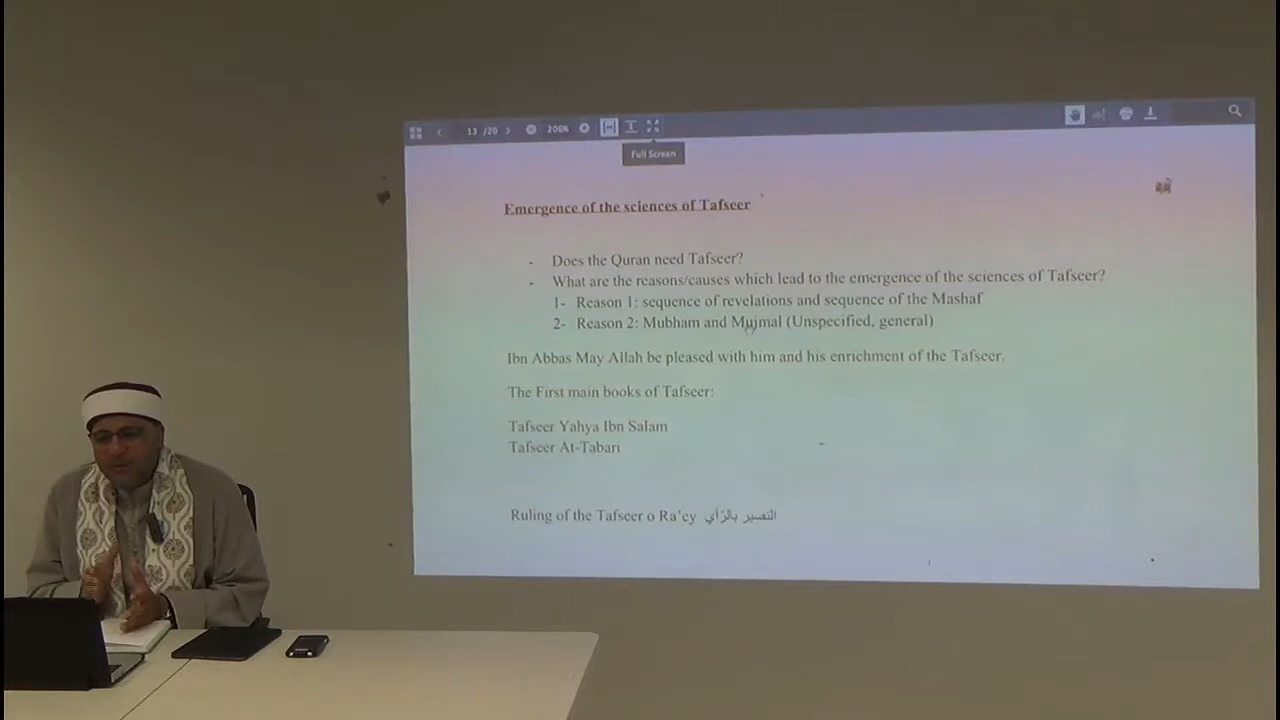 13 /20
206%
Full Screen
Emergence of the sciences of Tafseer
- Does the Quran need Tafseer?
- What are the reasons/causes which lead to the emergence of the sciences of Tafseer?
1- Reason 1: sequence of revelations and sequence of the Mashaf
2- Reason 2: Mubham and Mujmal (Unspecified, general)
Ibn Abbas May Allah be pleased with him and his enrichment of the Tafseer.
The First main books of Tafseer:
Tafseer Yahya Ibn Salam
Tafseer At-Tabari
Ruling of the Tafseer o Ra'ey التفسير بالرّأي